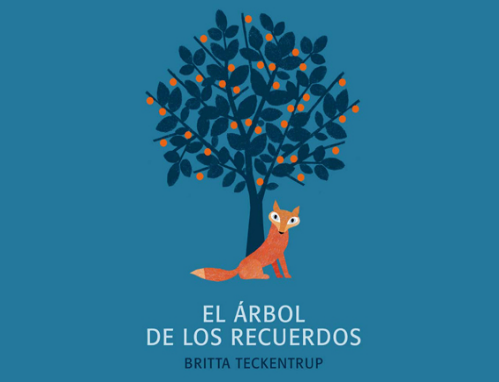 EL ÁRBOL
DE LOS RECUERDOS
BRITTA TECKENTRUP